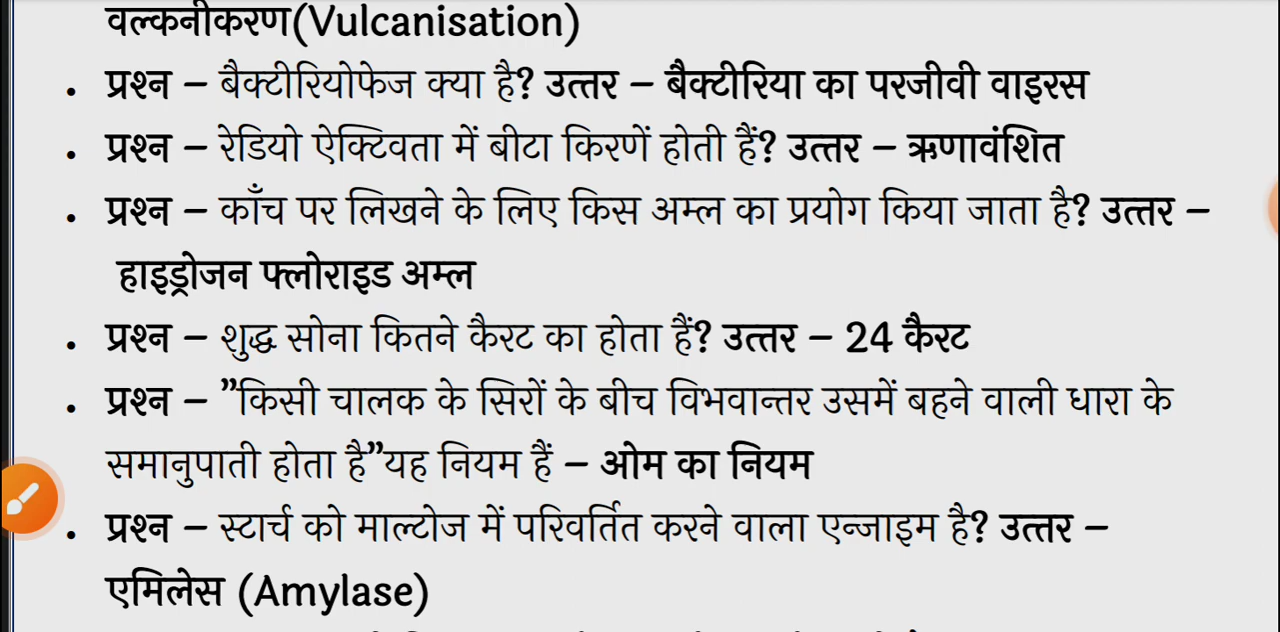 वल्कनीकरण(Vulcanisation)
• प्रश्न – बैक्टीरियोफेज क्या है? उत्तर – बैक्टीरिया का परजीवी वाइरस
• प्रश्न – रेडियो ऐक्टिवता में बीटा किरणें होती हैं? उत्तर – ऋणावंशित
• प्रश्न – काँच पर लिखने के लिए किस अम्ल का प्रयोग किया जाता है? उत्तर –
हाइड्रोजन फ्लोराइड अम्ल
• प्रश्न – शुद्ध सोना कितने कैरट का होता हैं? उत्तर – 24 कैरट
• प्रश्न – ”किसी चालक के सिरों के बीच विभवान्तर उसमें बहने वाली धारा के
समानुपाती होता है”यह नियम हैं – ओम का नियम
• प्रश्न – स्टार्च को माल्टोज में परिवर्तित करने वाला एन्जाइम है? उत्तर –
एमिलेस (Amylase)